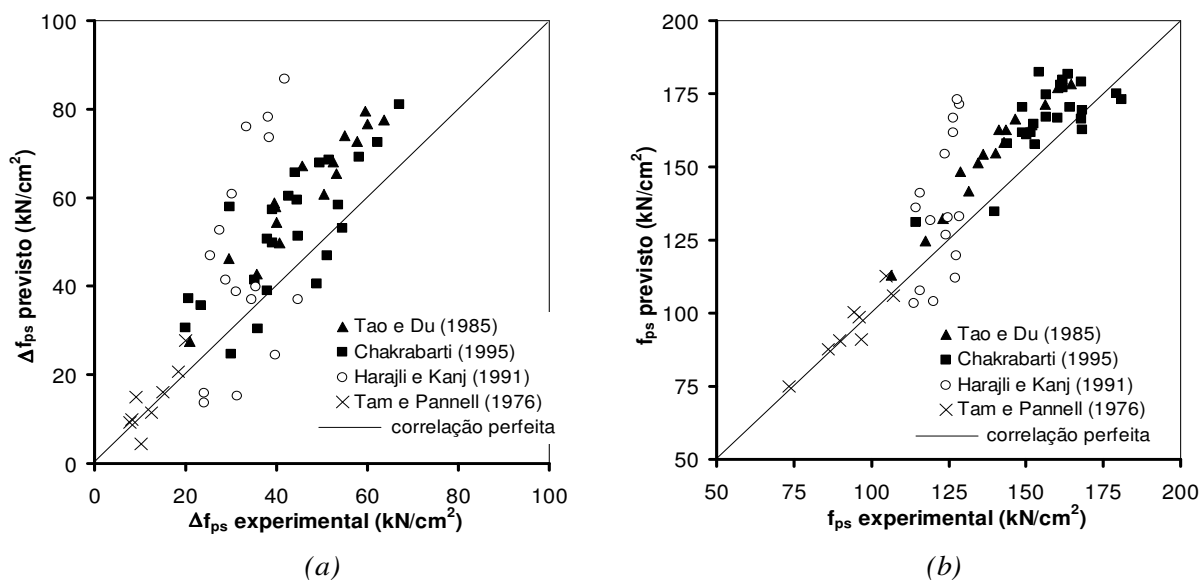 100
80
60
40
20
0
Δfps previsto (kN/cm²)
▲ Tao e Du (1985)
■ Chakrabarti (1995)
○ Harajli e Kanj (1991)
× Tam e Pannell (1976)
correlação perfeita
0 20 40 60 80 100
Δfps experimental (kN/cm²)
(a)
200
175
150
125
100
75
50
fps previsto (kN/cm²)
▲ Tao e Du (1985)
■ Chakrabarti (1995)
○ Harajli e Kanj (1991)
× Tam e Pannell (1976)
correlação perfeita
50 75 100 125 150 175 200
fps experimental (kN/cm²)
(b)